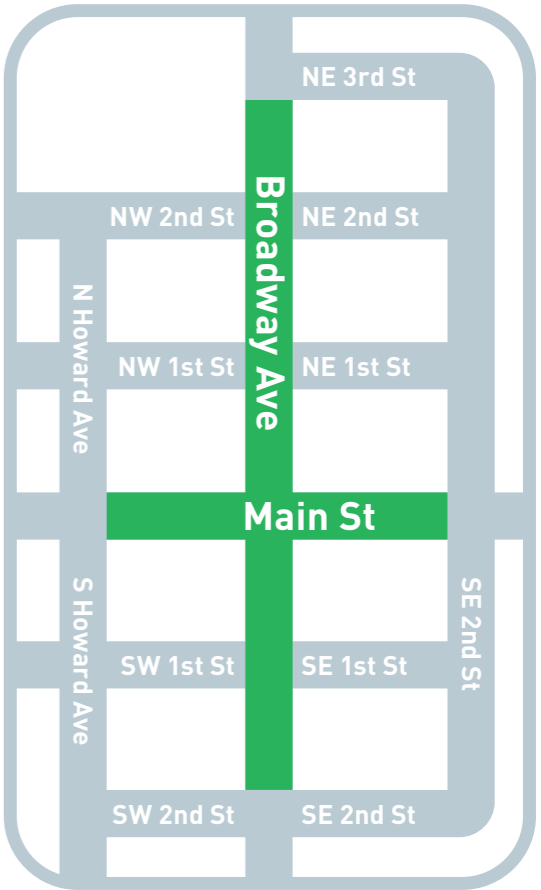 NE 3rd St
NW 2nd St
NE 2nd St
Broadway Ave
N Howard Ave
NW 1st St
NE 1st St
Main St
S Howard Ave
SE 2nd St
SW 1st St
SE 1st St
SW 2nd St
SE 2nd St